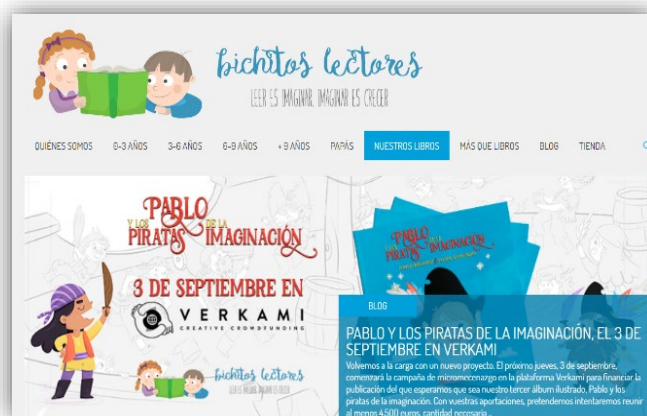 bichitos lectores
LEER ES IMAGINAR, IMAGINAR ES CRECER
QUIÉNES SOMOS 0-3 AÑOS 3-6 AÑOS 6-9 AÑOS +9 AÑOS PAPÁS NUESTROS LIBROS MÁS QUE LIBROS BLOG TIENDA
PABLO
Y LOS PIRATAS DE LA IMAGINACIÓN
3 DE SEPTIEMBRE EN
VERKAMI
CREATIVE CROWDFUNDING
bichitos lectores
LEER ES IMAGINAR, IMAGINAR ES CRECER
PABLO
Y LOS PIRATAS DE LA IMAGINACIÓN
BLOG
PABLO Y LOS PIRATAS DE LA IMAGINACIÓN, EL 3 DE
SEPTIEMBRE EN VERKAMI
Volvemos a la carga con un nuevo proyecto. El próximo jueves, 3 de septiembre,
comenzará la campaña de micromecenazgo en la plataforma Verkami para financiar la
publicación del que esperamos que sea nuestro tercer álbum ilustrado, Pablo y los
piratas de la imaginación. Con vuestras aportaciones, pretendemos intentaremos reunir
al menos 4.500 euros, cantidad necesaria ..